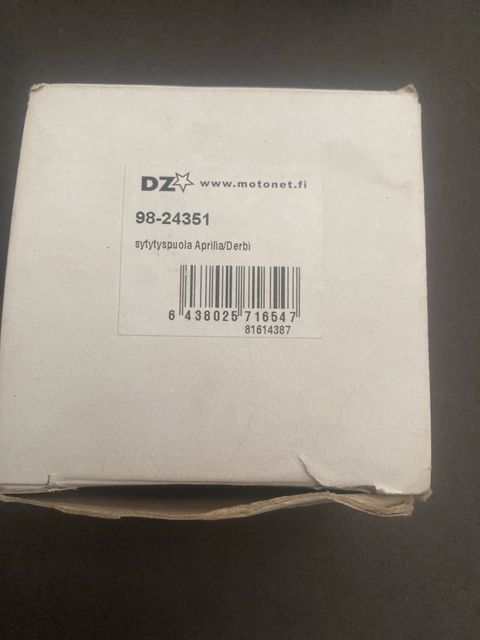 DZ www.motonet.fi
98-24351
sytytyspuola Aprilia/Derbi
6 438025 716547
81614387